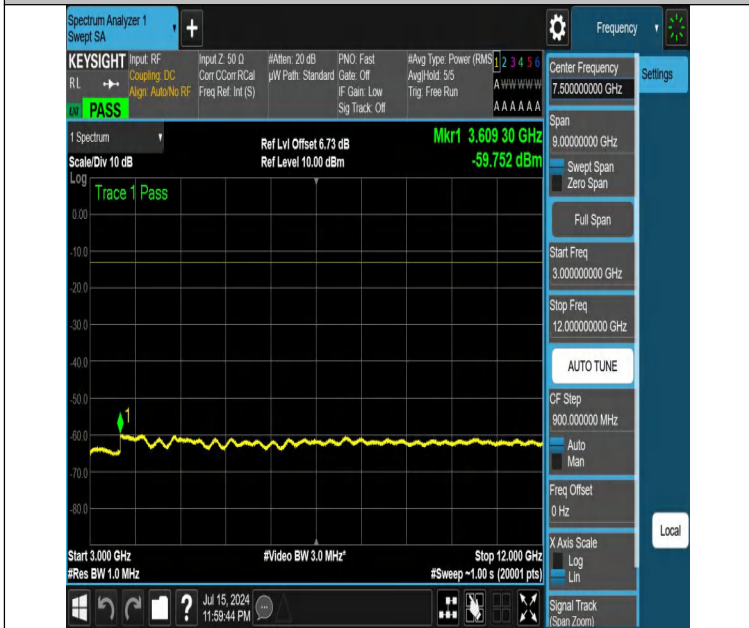 Spectrum Analyzer 1
Swept SA
Frequency
KEYSIGHT
RL
LXI
PASS
Input: RF
Coupling: DC
Align: Auto/No RF
Input Z: 50 Ω
Corr CCorr RCal
Freq Ref: Int (S)
#Atten: 20 dB
µW Path: Standard
PNO: Fast
Gate: Off
IF Gain: Low
Sig Track: Off
#Avg Type: Power (RMS
Avg|Hold: 5/5
Trig: Free Run
1 2 3 4 5 6
A W W W W W
A A A A A A
1 Spectrum
Scale/Div 10 dB
Ref Lvl Offset 6.73 dB
Ref Level 10.00 dBm
Mkr1 3.609 30 GHz
-59.752 dBm
Log
Trace 1 Pass
0.00
-10.0
-20.0
-30.0
-40.0
-50.0
-60.0
-70.0
-80.0
1
Start 3.000 GHz
#Res BW 1.0 MHz
#Video BW 3.0 MHz*
Stop 12.000 GHz
#Sweep ~1.00 s (20001 pts)
Center Frequency
7.500000000 GHz
Settings
Span
9.00000000 GHz
Swept Span
Zero Span
Full Span
Start Freq
3.000000000 GHz
Stop Freq
12.000000000 GHz
AUTO TUNE
CF Step
900.000000 MHz
Auto
Man
Freq Offset
0 Hz
X Axis Scale
Log
Lin
Local
Signal Track
(Span Zoom)
?
Jul 15, 2024
11:59:44 PM